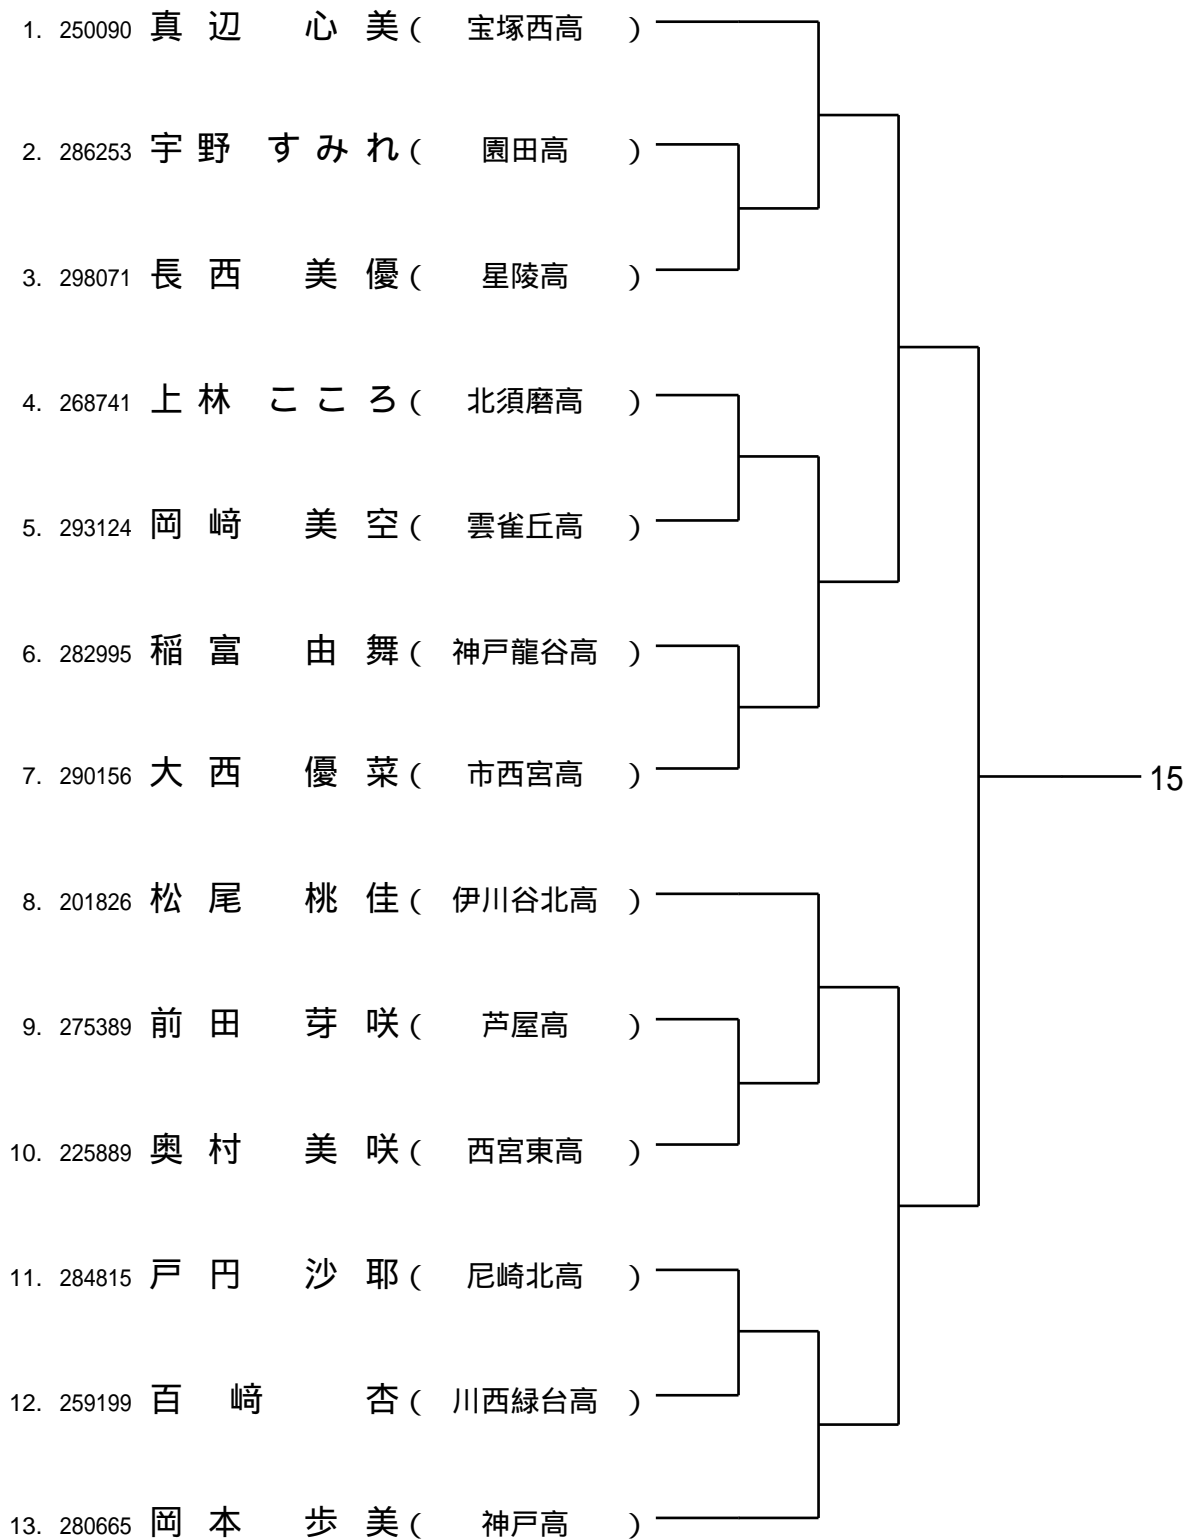 1. 250090 真辺 心美 ( 宝塚西高 )
2. 286253 宇野 すみれ ( 園田高 )
3. 298071 長西 美優 ( 星陵高 )
4. 268741 上林 こころ ( 北須磨高 )
5. 293124 岡﨑 美空 ( 雲雀丘高 )
6. 282995 稲富 由舞 ( 神戸龍谷高 )
7. 290156 大西 優菜 ( 市西宮高 )
15
8. 201826 松尾 桃佳 ( 伊川谷北高 )
9. 275389 前田 芽咲 ( 芦屋高 )
10. 225889 奥村 美咲 ( 西宮東高 )
11. 284815 戸円 沙耶 ( 尼崎北高 )
12. 259199 百﨑 杏 ( 川西緑台高 )
13. 280665 岡本 歩美 ( 神戸高 )